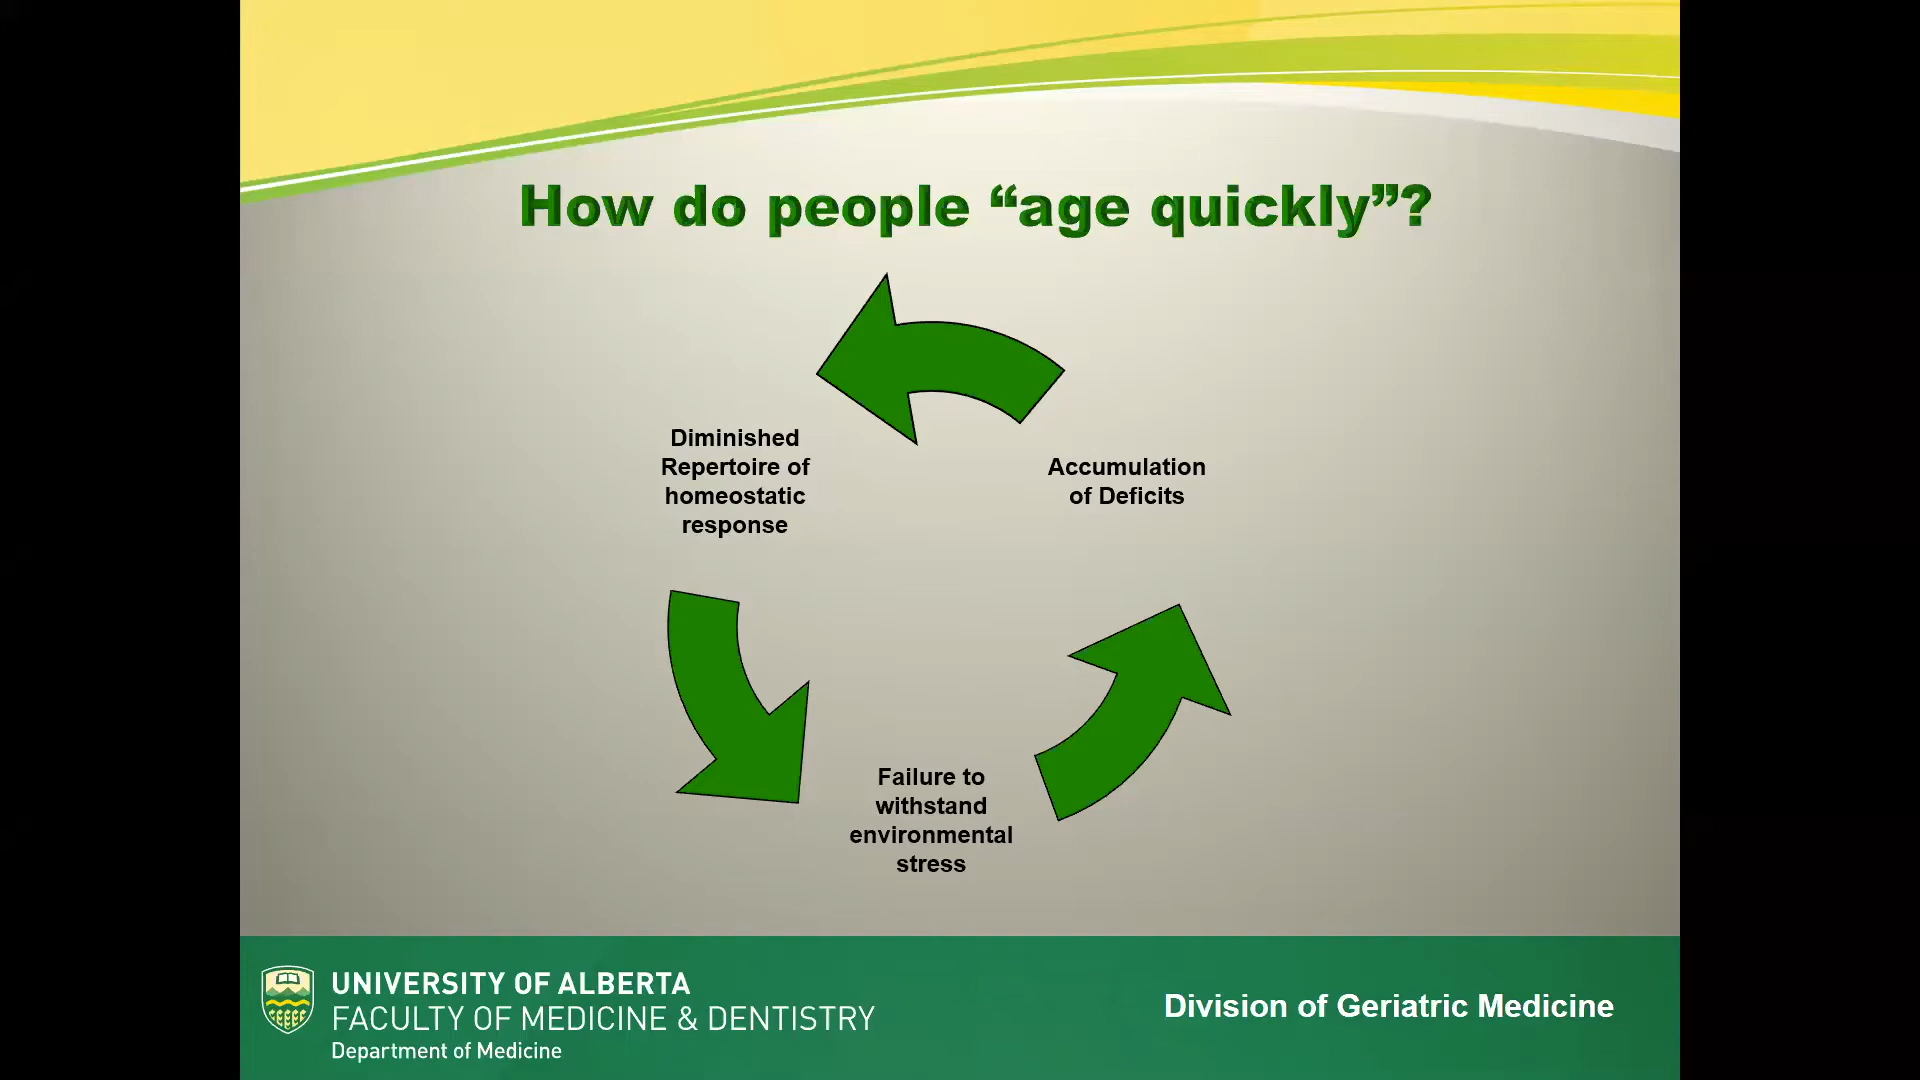 How do people “age quickly”?
Diminished
Repertoire of
homeostatic
response
Accumulation
of Deficits
Failure to
withstand
environmental
stress
UNIVERSITY OF ALBERTA
FACULTY OF MEDICINE & DENTISTRY
Department of Medicine
Division of Geriatric Medicine